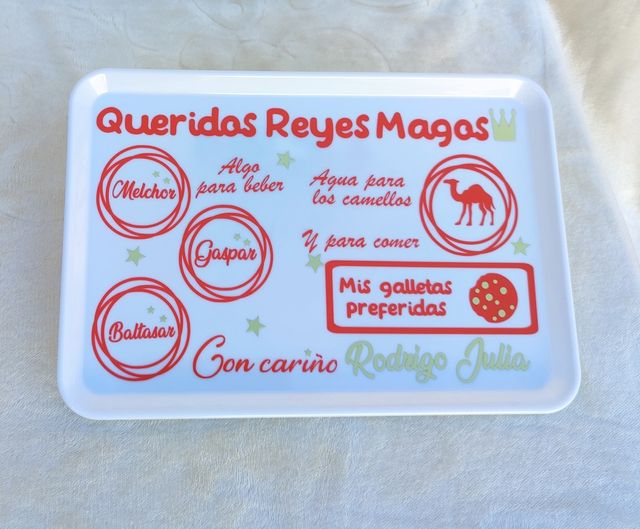 Queridos Reyes Magos
Melchor
Algo
para beber
Agua para
los camellos
Gaspar
Y para comer
Mis galletas
preferidas
Baltasar
Con cariño Rodrigo Julia